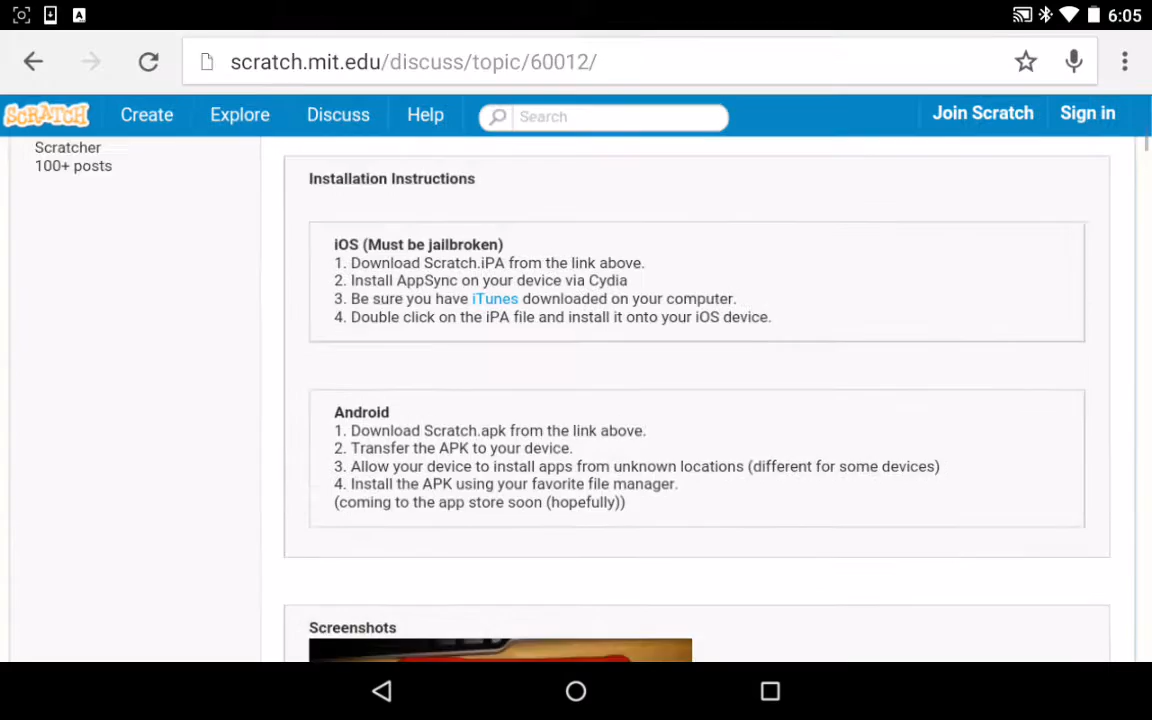 6:05
scratch.mit.edu/discuss/topic/60012/
SCRATCH Create Explore Discuss Help Search Join Scratch Sign in
Scratcher
100+ posts
Installation Instructions
iOS (Must be jailbroken)
1. Download Scratch.iPA from the link above.
2. Install AppSync on your device via Cydia
3. Be sure you have iTunes downloaded on your computer.
4. Double click on the iPA file and install it onto your iOS device.
Android
1. Download Scratch.apk from the link above.
2. Transfer the APK to your device.
3. Allow your device to install apps from unknown locations (different for some devices)
4. Install the APK using your favorite file manager.
(coming to the app store soon (hopefully))
Screenshots